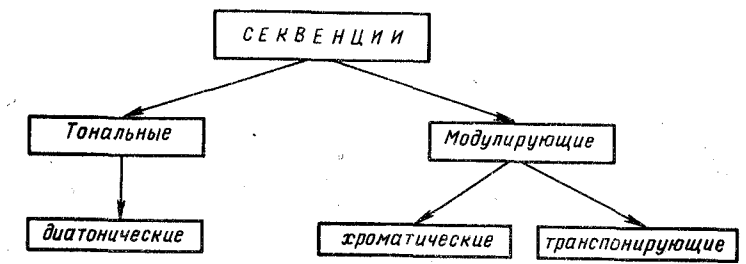 СЕКВЕНЦИИ
Тональные
Модулирующие
диатонические
хроматические
транспонирующие